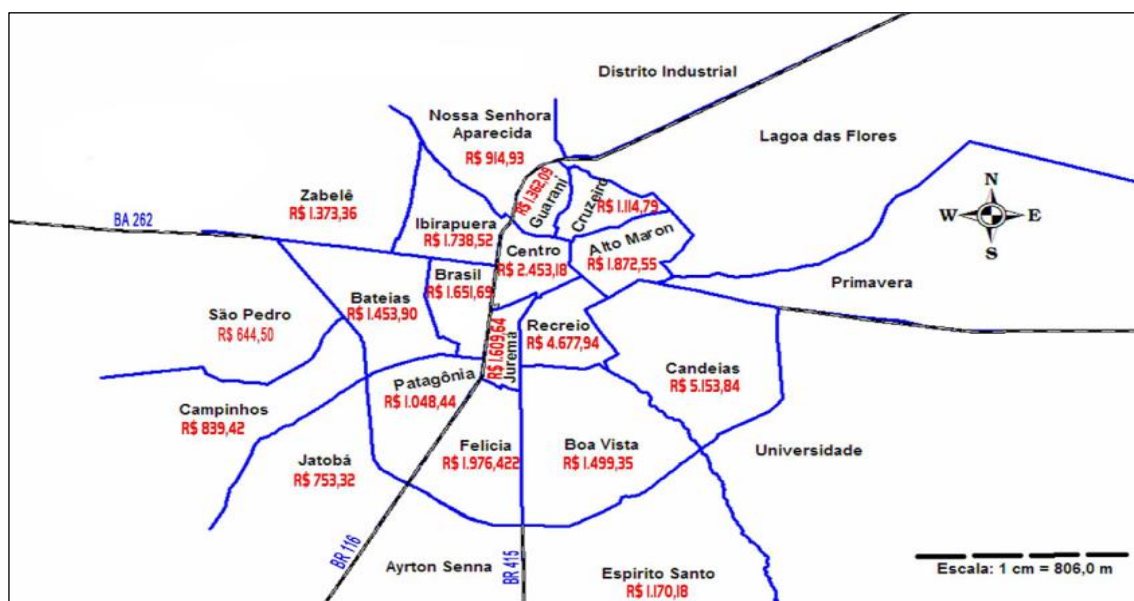 Distrito Industrial
Nossa Senhora
Aparecida
R$ 914,93
Lagoa das Flores
R$ 1.362,09
Guarani
Cruzeiro
R$ 1.114,79
Zabelê
R$ 1.373,36
BA 262
Ibirapuera
R$ 1.738,52
Centro
R$ 2.453,18
Alto Maron
R$ 1.872,55
N
W
E
S
Brasil
R$ 1.651,69
Bateias
R$ 1.453,90
Primavera
São Pedro
R$ 644,50
R$ 1.609,64
Jurema
Recreio
R$ 4.677,94
Candeias
R$ 5.153,84
Patagônia
R$ 1.048,44
Campinhos
R$ 839,42
Jatobá
R$ 753,32
Felicia
R$ 1.976,422
Boa Vista
R$ 1.499,35
Universidade
BR 116
Ayrton Senna
BR 415
Espirito Santo
R$ 1.170,18
Escala: 1 cm = 806,0 m